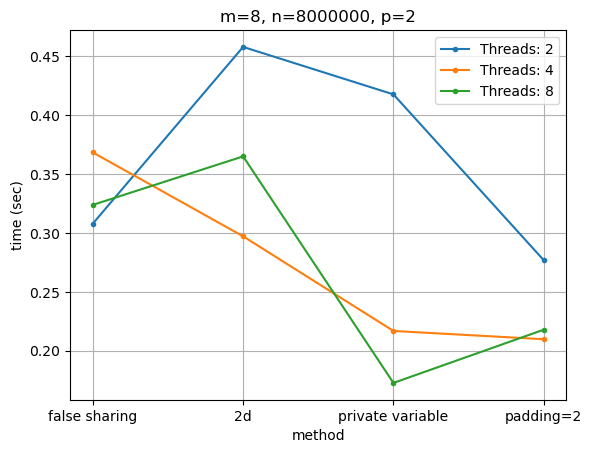 m=8, n=8000000, p=2
Threads: 2
Threads: 4
Threads: 8
0.45
0.40
0.35
0.30
0.25
0.20
time (sec)
false sharing
2d
private variable
padding=2
method